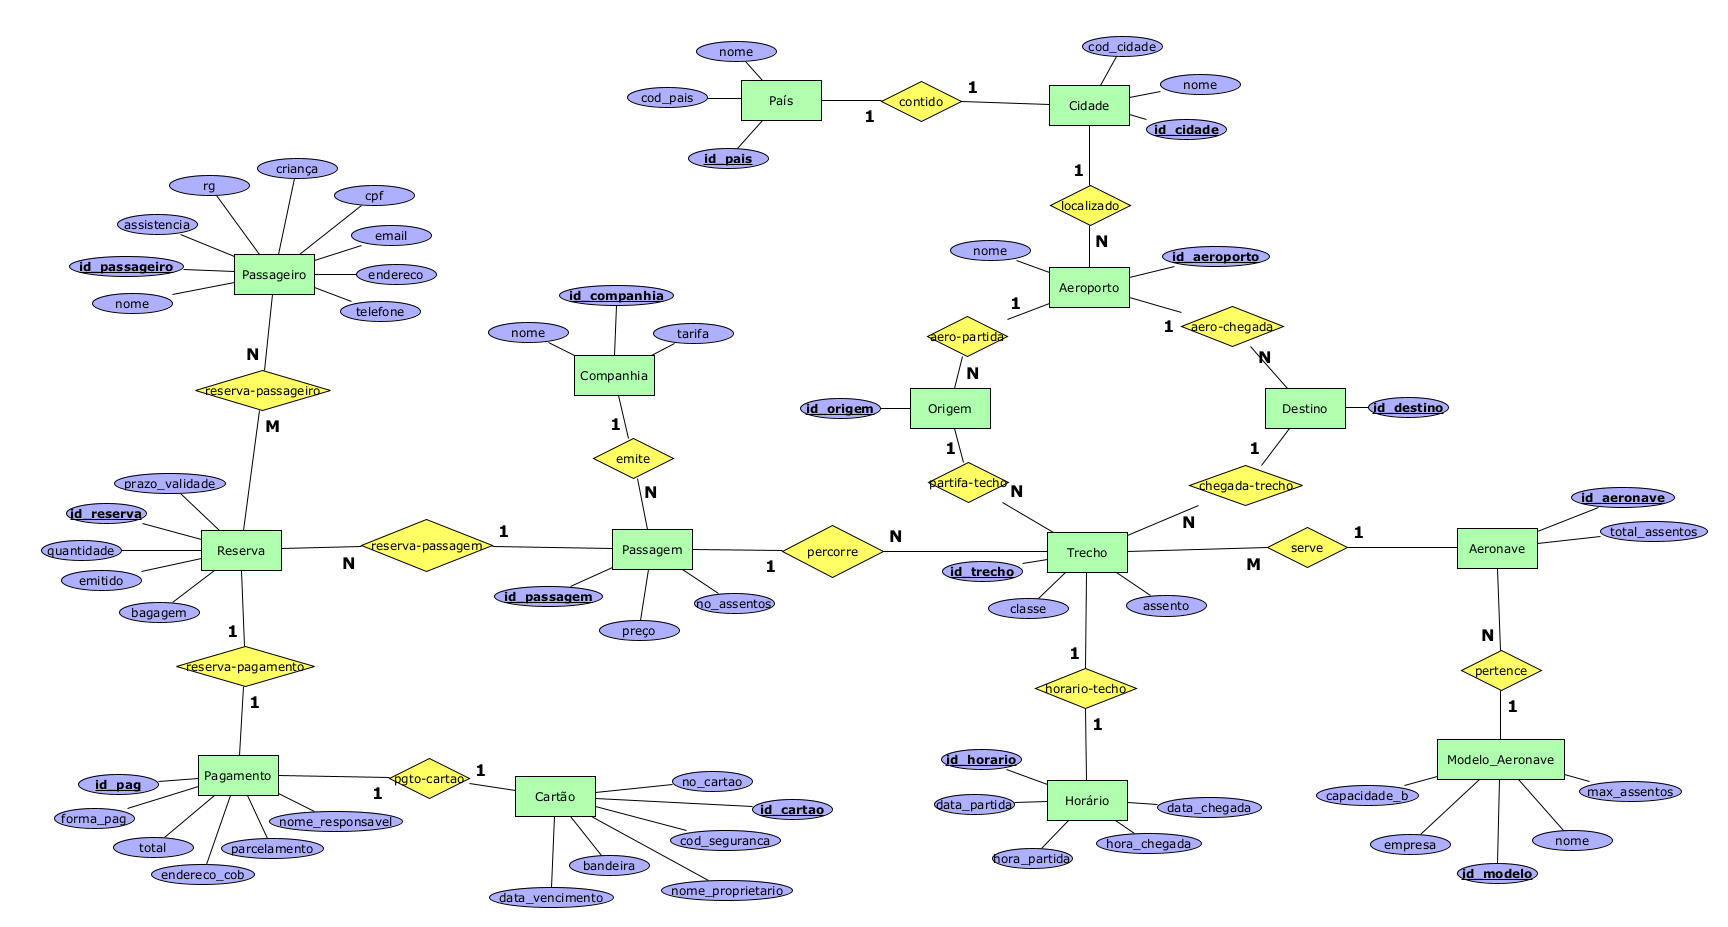 nome
cod_cidade
cod_pais
País
1
contido
1
Cidade
nome
id_cidade
id_pais
criança
rg
cpf
assistencia
email
id_passageiro
Passageiro
endereco
nome
telefone
1
localizado
N
nome
id_aeroporto
Aeroporto
id_companhia
nome
tarifa
Companhia
1
1
aero-partida
aero-chegada
N
N
N
reserva-passageiro
M
id_origem
Origem
Destino
id_destino
1
emite
N
1
1
partifa-techo
N
chegada-trecho
N
prazo_validade
id_reserva
quantidade
Reserva
emitido
bagagem
N
reserva-passagem
1
Passagem
id_passagem
no_assentos
preço
1
percorre
N
Trecho
id_trecho
classe
assento
M
serve
1
id_aeronave
total_assentos
Aeronave
1
reserva-pagamento
1
1
horario-techo
1
N
pertence
1
id_pag
Pagamento
forma_pag
nome_responsavel
total
parcelamento
endereco_cob
1
pgto-cartao
1
Cartão
no_cartao
id_cartao
cod_seguranca
bandeira
data_vencimento
nome_proprietario
id_horario
data_partida
Horário
data_chegada
hora_partida
hora_chegada
Modelo_Aeronave
capacidade_b
max_assentos
empresa
nome
id_modelo